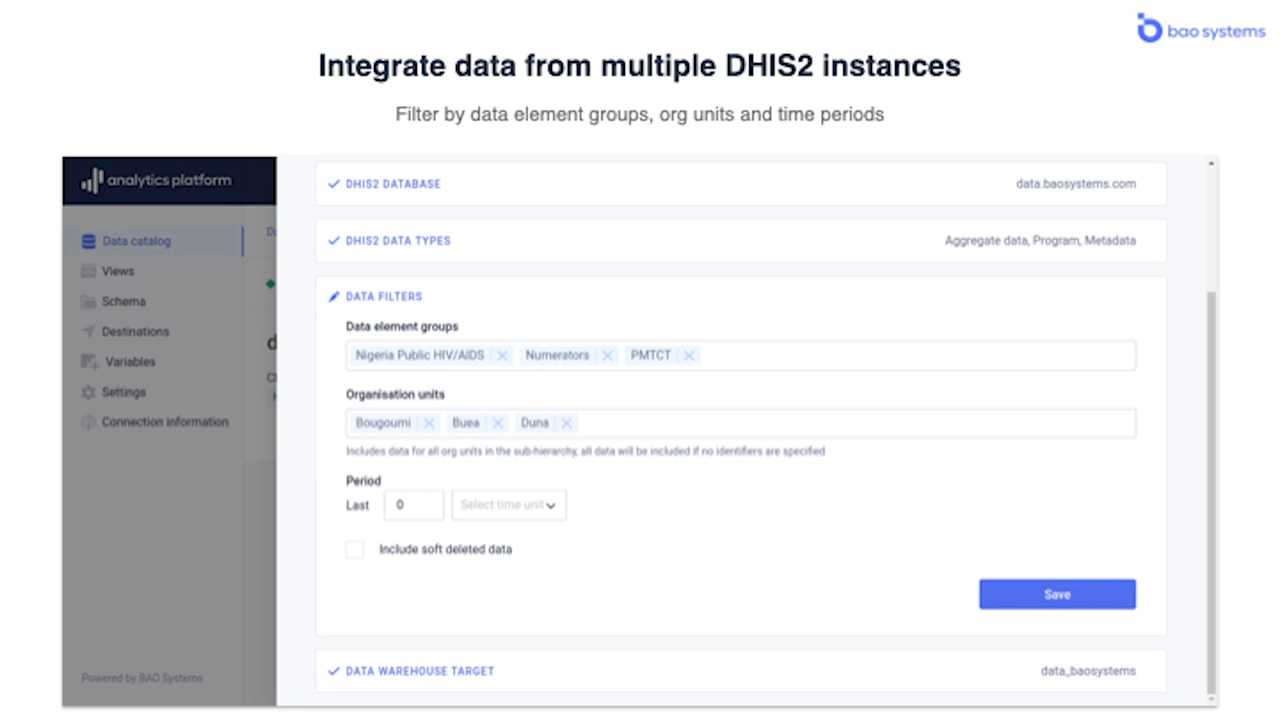 bao systems
Integrate data from multiple DHIS2 instances
Filter by data element groups, org units and time periods
analytics platform
Data catalog
Views
Schema
Destinations
Variables
Settings
Connection information
Powered by BAO Systems
DHIS2 DATABASE data.baosystems.com
DHIS2 DATA TYPES Aggregate data, Program, Metadata
DATA FILTERS
Data element groups
Nigeria Public HIV/AIDS Numerators PMTCT
Organisation units
Bougoumi Buea Duna
Includes data for all org units in the sub-hierarchy, all data will be included if no identifiers are specified
Period
Last 0 Select time unit
Include soft deleted data
Save
DATA WAREHOUSE TARGET data_baosystems